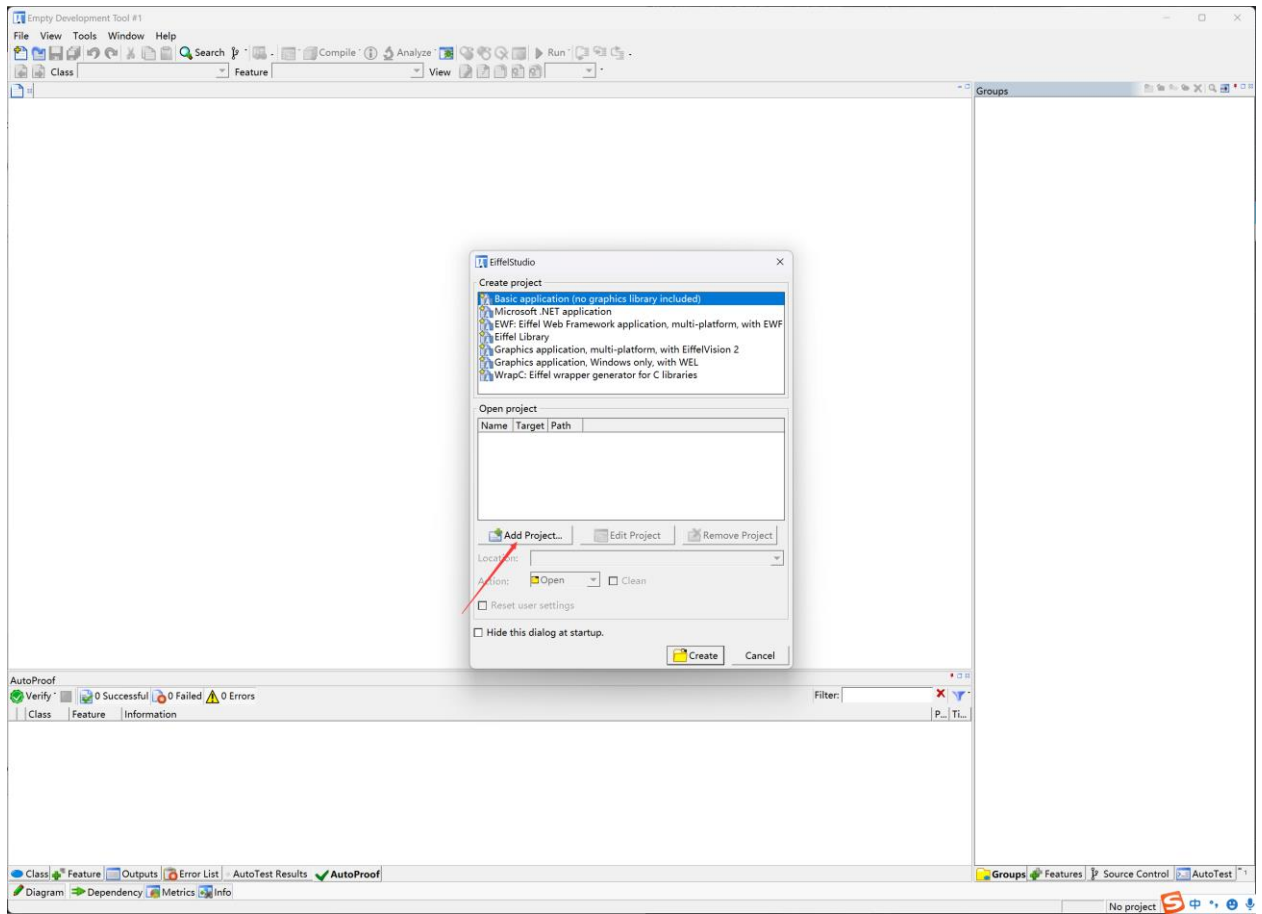 Empty Development Tool #1
File View Tools Window Help
Search Compile Analyze Run
Class Feature View
Groups
EiffelStudio
Create project
Basic application (no graphics library included)
Microsoft .NET application
EWF: Eiffel Web Framework application, multi-platform, with EWF
Eiffel Library
Graphics application, multi-platform, with EiffelVision 2
Graphics application, Windows only, with WEL
WrapC: Eiffel wrapper generator for C libraries
Open project
Name Target Path
Add Project... Edit Project Remove Project
Location:
Action: Open Clean
Reset user settings
Hide this dialog at startup.
Create Cancel
AutoProof
Verify 0 Successful 0 Failed 0 Errors Filter:
Class Feature Information P... Ti...
Class Feature Outputs Error List AutoTest Results AutoProof
Groups Features Source Control AutoTest
Diagram Dependency Metrics Info
No project 中